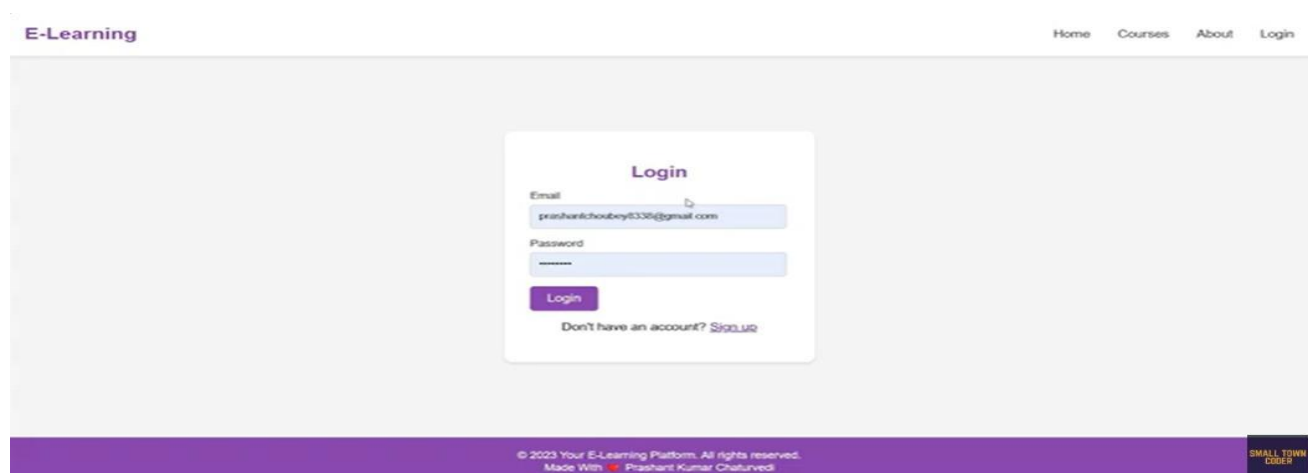 E-Learning
Home Courses About Login
Login
Email
prashantchoubey8338@gmail.com
Password
Login
Don't have an account? Sign up
© 2023 Your E-Learning Platform. All rights reserved.
Made With ❤️ Prashant Kumar Chaturvedi
SMALL TOWN
CODER